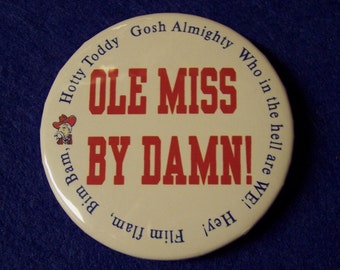 Hotty Toddy Gosh Almighty Who in the hell are WE! Hey! Flim flam, Bim Bam,
OLE MISS
BY DAMN!